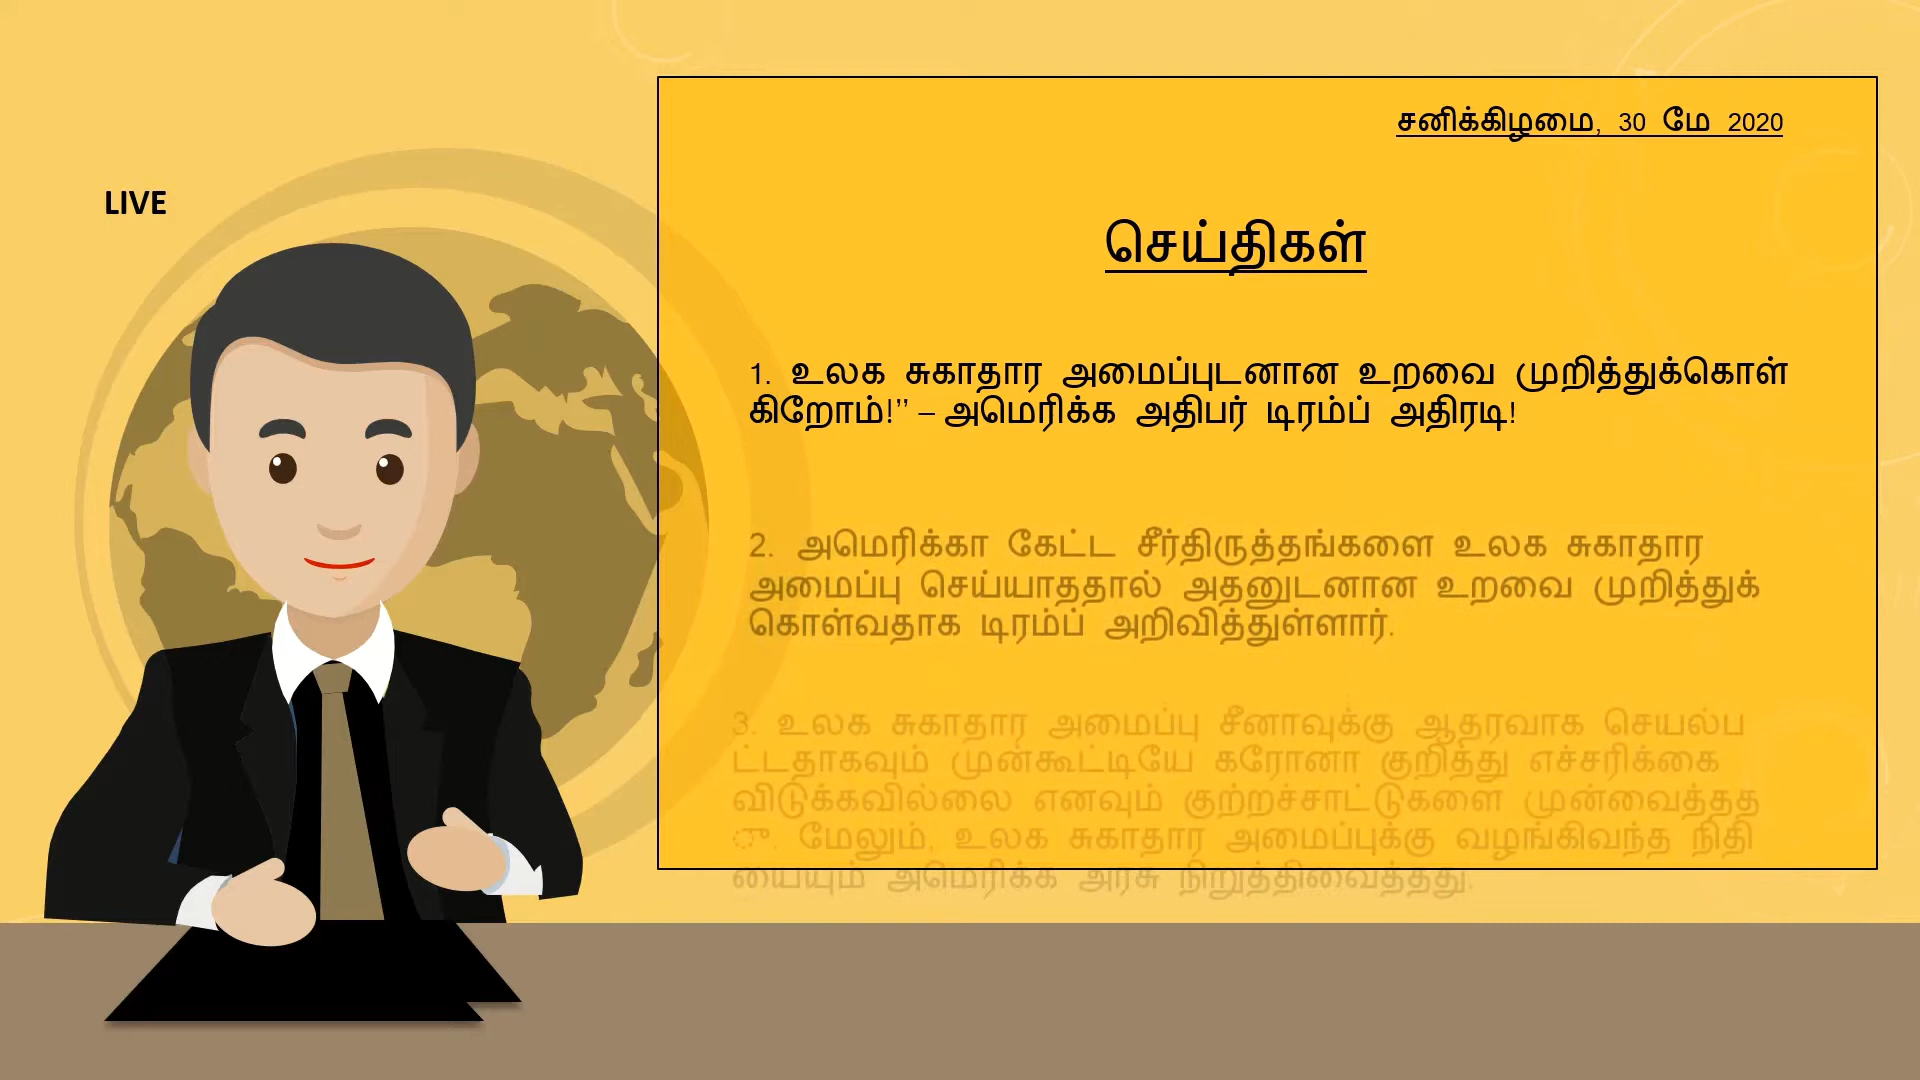 சனிக்கிழமை, 30 மே 2020
LIVE
செய்திகள்
1. உலக சுகாதார அமைப்புடனான உறவை முறித்துக்கொள்
கிறோம்!” – அமெரிக்க அதிபர் டிரம்ப் அதிரடி!
2. அமெரிக்கா கேட்ட சீர்திருத்தங்களை உலக சுகாதார
அமைப்பு செய்யாததால் அதனுடனான உறவை முறித்துக்
கொள்வதாக டிரம்ப் அறிவித்துள்ளார்.
3. உலக சுகாதார அமைப்பு சீனாவுக்கு ஆதரவாக செயல்ப
ட்டதாகவும் முன்கூட்டியே கரோனா குறித்து எச்சரிக்கை
விடுக்கவில்லை எனவும் குற்றச்சாட்டுகளை முன்வைத்தத
ு. மேலும், உலக சுகாதார அமைப்புக்கு வழங்கிவந்த நிதி
யையும் அமெரிக்க அரசு நிறுத்திவைத்தது.